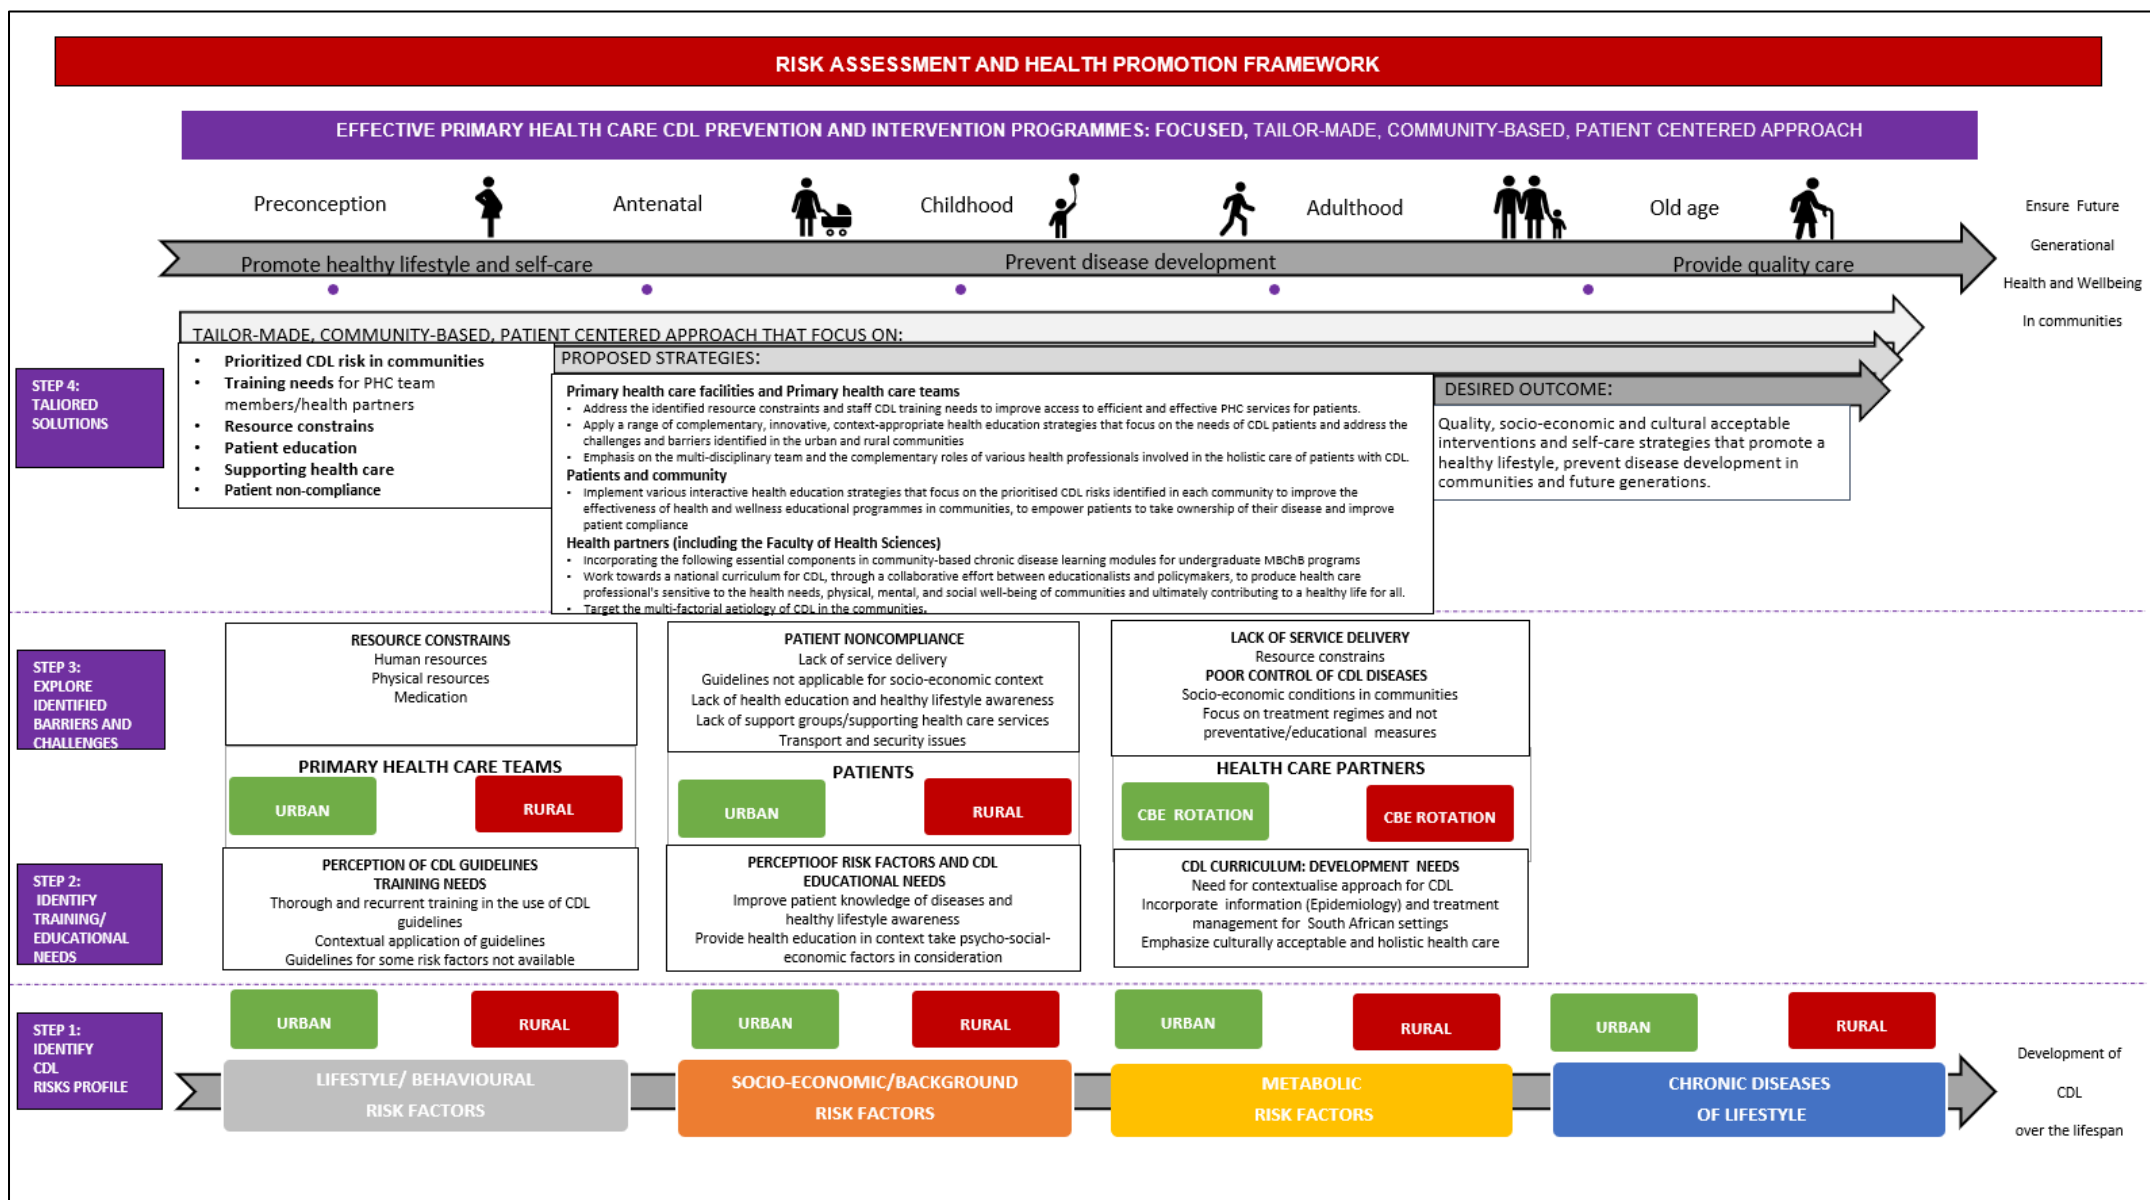 RISK ASSESSMENT AND HEALTH PROMOTION FRAMEWORK
EFFECTIVE PRIMARY HEALTH CARE CDL PREVENTION AND INTERVENTION PROGRAMMES: FOCUSED, TAILOR-MADE, COMMUNITY-BASED, PATIENT CENTERED APPROACH
Preconception
Antenatal
Childhood
Adulthood
Old age
Promote healthy lifestyle and self-care
Prevent disease development
Provide quality care
Ensure Future
Generational
Health and Wellbeing
In communities
STEP 4:
TALIORED
SOLUTIONS
TAILOR-MADE, COMMUNITY-BASED, PATIENT CENTERED APPROACH THAT FOCUS ON:
• Prioritized CDL risk in communities
• Training needs for PHC team
members/health partners
• Resource constrains
• Patient education
• Supporting health care
• Patient non-compliance
PROPOSED STRATEGIES:
Primary health care facilities and Primary health care teams
• Address the identified resource constraints and staff CDL training needs to improve access to efficient and effective PHC services for patients.
• Apply a range of complementary, innovative, context-appropriate health education strategies that focus on the needs of CDL patients and address the
challenges and barriers identified in the urban and rural communities
• Emphasis on the multi-disciplinary team and the complementary roles of various health professionals involved in the holistic care of patients with CDL.
Patients and community
• Implement various interactive health education strategies that focus on the prioritised CDL risks identified in each community to improve the
effectiveness of health and wellness educational programmes in communities, to empower patients to take ownership of their disease and improve
patient compliance
Health partners (including the Faculty of Health Sciences)
• Incorporating the following essential components in community-based chronic disease learning modules for undergraduate MBChB programs
• Work towards a national curriculum for CDL, through a collaborative effort between educationalists and policymakers, to produce health care
professional's sensitive to the health needs, physical, mental, and social well-being of communities and ultimately contributing to a healthy life for all.
• Target the multi-factorial aetiology of CDL in the communities.
DESIRED OUTCOME:
Quality, socio-economic and cultural acceptable
interventions and self-care strategies that promote a
healthy lifestyle, prevent disease development in
communities and future generations.
STEP 3:
EXPLORE
IDENTIFIED
BARRIERS AND
CHALLENGES
RESOURCE CONSTRAINS
Human resources
Physical resources
Medication
PATIENT NONCOMPLIANCE
Lack of service delivery
Guidelines not applicable for socio-economic context
Lack of health education and healthy lifestyle awareness
Lack of support groups/supporting health care services
Transport and security issues
LACK OF SERVICE DELIVERY
Resource constrains
POOR CONTROL OF CDL DISEASES
Socio-economic conditions in communities
Focus on treatment regimes and not
preventative/educational measures
PRIMARY HEALTH CARE TEAMS
URBAN
RURAL
PATIENTS
URBAN
RURAL
HEALTH CARE PARTNERS
CBE ROTATION
CBE ROTATION
STEP 2:
IDENTIFY
TRAINING/
EDUCATIONAL
NEEDS
PERCEPTION OF CDL GUIDELINES
TRAINING NEEDS
Thorough and recurrent training in the use of CDL
guidelines
Contextual application of guidelines
Guidelines for some risk factors not available
PERCEPTIOOF RISK FACTORS AND CDL
EDUCATIONAL NEEDS
Improve patient knowledge of diseases and
healthy lifestyle awareness
Provide health education in context take psycho-social-
economic factors in consideration
CDL CURRICULUM: DEVELOPMENT NEEDS
Need for contextualise approach for CDL
Incorporate information (Epidemiology) and treatment
management for South African settings
Emphasize culturally acceptable and holistic health care
STEP 1:
IDENTIFY
CDL
RISKS PROFILE
URBAN
RURAL
URBAN
RURAL
URBAN
RURAL
URBAN
RURAL
LIFESTYLE/ BEHAVIOURAL
RISK FACTORS
SOCIO-ECONOMIC/BACKGROUND
RISK FACTORS
METABOLIC
RISK FACTORS
CHRONIC DISEASES
OF LIFESTYLE
Development of
CDL
over the lifespan